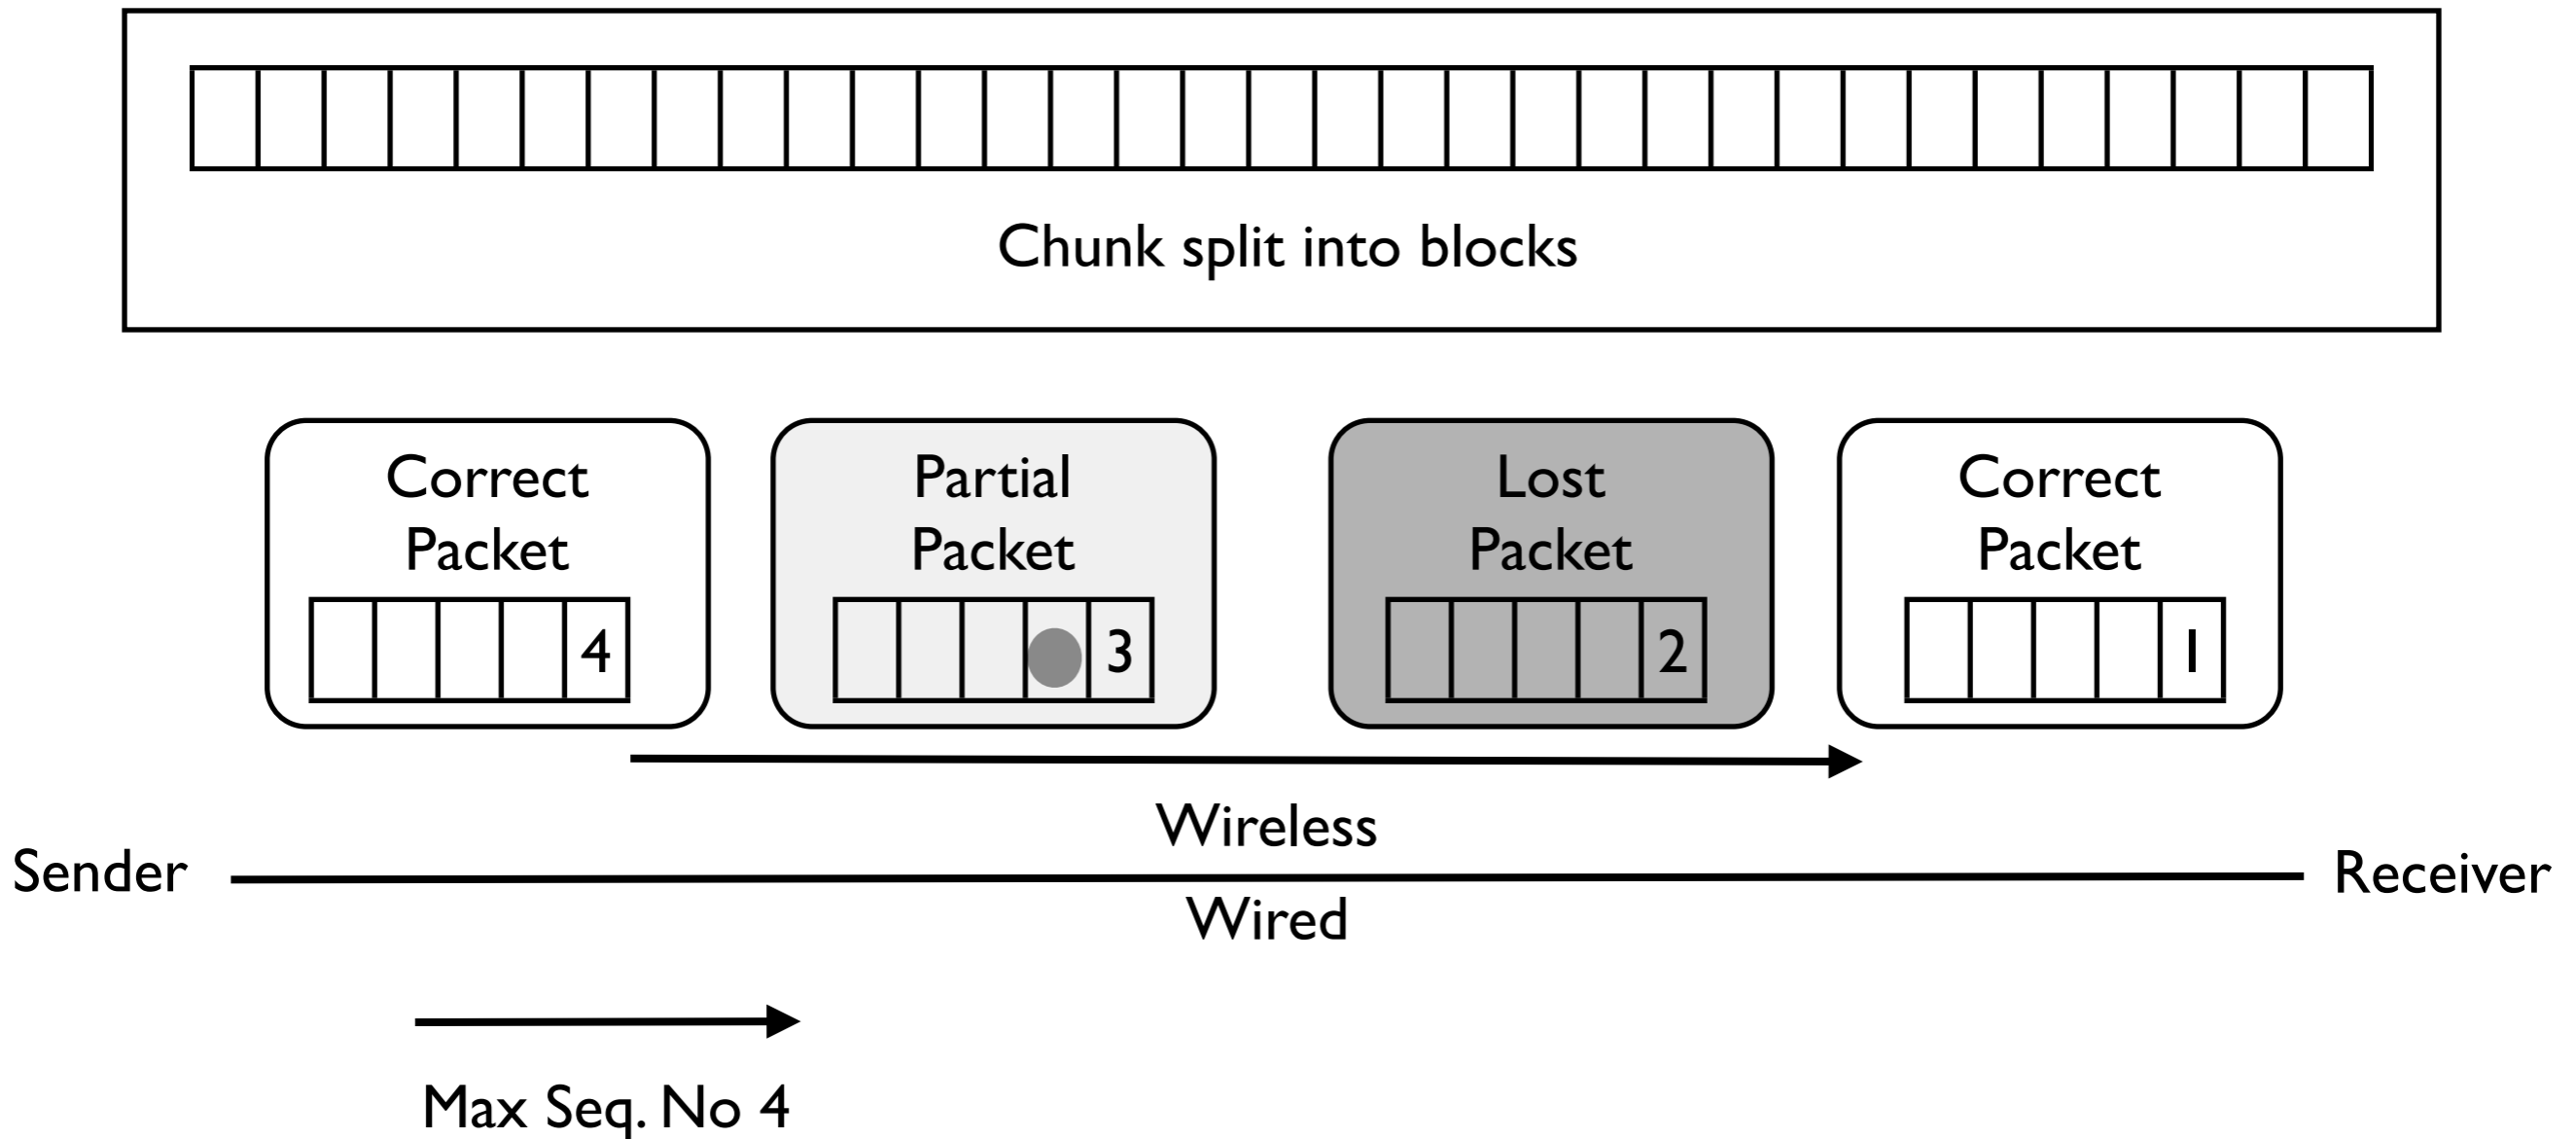 Chunk split into blocks
Correct
Packet
4
Partial
Packet
3
Lost
Packet
2
Correct
Packet
1
Wireless
Sender
Receiver
Wired
Max Seq. No 4